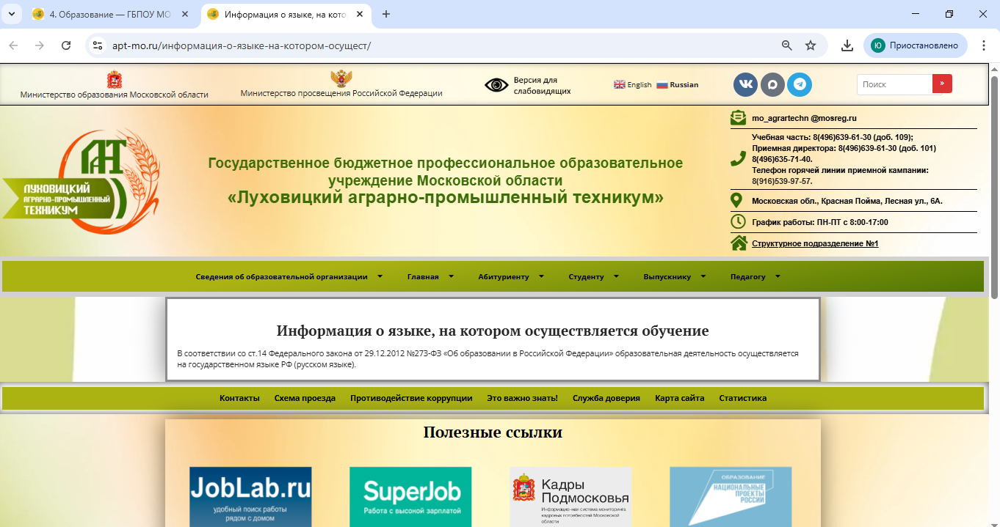 4. Образование — ГБПОУ МО
Информация о языке, на кото
apt-mo.ru/информация-о-языке-на-котором-осущест/
Ю Приостановлено
Министерство образования Московской области
Министерство просвещения Российской Федерации
Версия для
слабовидящих
English Russian
Поиск »
mo_agrartechn @mosreg.ru
Учебная часть: 8(496)639-61-30 (доб. 109);
Приемная директора: 8(496)639-61-30 (доб. 101)
8(496)635-71-40.
Телефон горячей линии приемной кампании:
8(916)539-97-57.
Московская обл., Красная Пойма, Лесная ул., 6А.
График работы: ПН-ПТ с 8:00-17:00
Структурное подразделение №1
ЛУХОВИЦКИЙ
АГРАРНО-ПРОМЫШЛЕННЫЙ
ТЕХНИКУМ
Государственное бюджетное профессиональное образовательное
учреждение Московской области
«Луховицкий аграрно-промышленный техникум»
Сведения об образовательной организации Главная Абитуриенту Студенту Выпускнику Педагогу
Информация о языке, на котором осуществляется обучение
В соответствии со ст.14 Федерального закона от 29.12.2012 №273-ФЗ «Об образовании в Российской Федерации» образовательная деятельность осуществляется
на государственном языке РФ (русском языке).
Контакты Схема проезда Противодействие коррупции Это важно знать! Служба доверия Карта сайта Статистика
Полезные ссылки
JobLab.ru
удобный поиск работы
рядом с домом
SuperJob
Работа с высокой зарплатой
Кадры
Подмосковья
Информационная система мониторинга
кадровых потребностей Московской
области
ОБРАЗОВАНИЕ
НАЦИОНАЛЬНЫЕ
ПРОЕКТЫ
РОССИИ